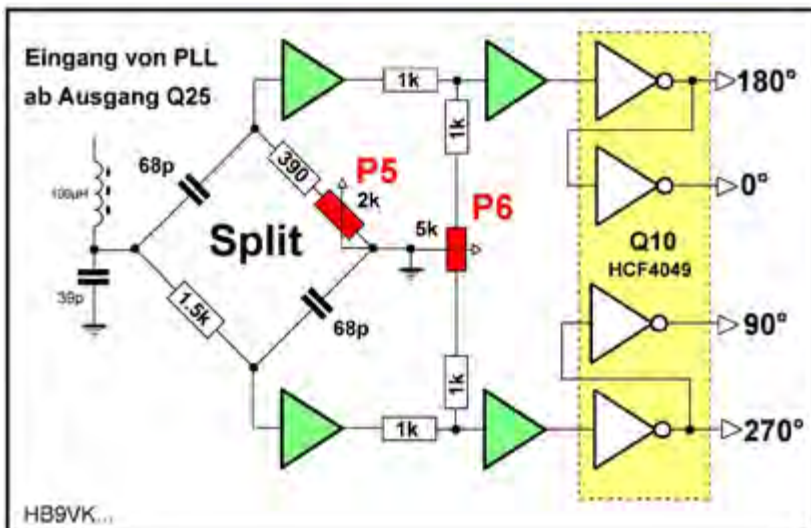 Eingang von PLL
ab Ausgang Q25
1k
180°
68p
390
P5
1k
2k
0°
100µH
P6
5k
Split
Q10
HCF4049
39p
1.5k
68p
90°
1k
1k
270°
HB9VK...